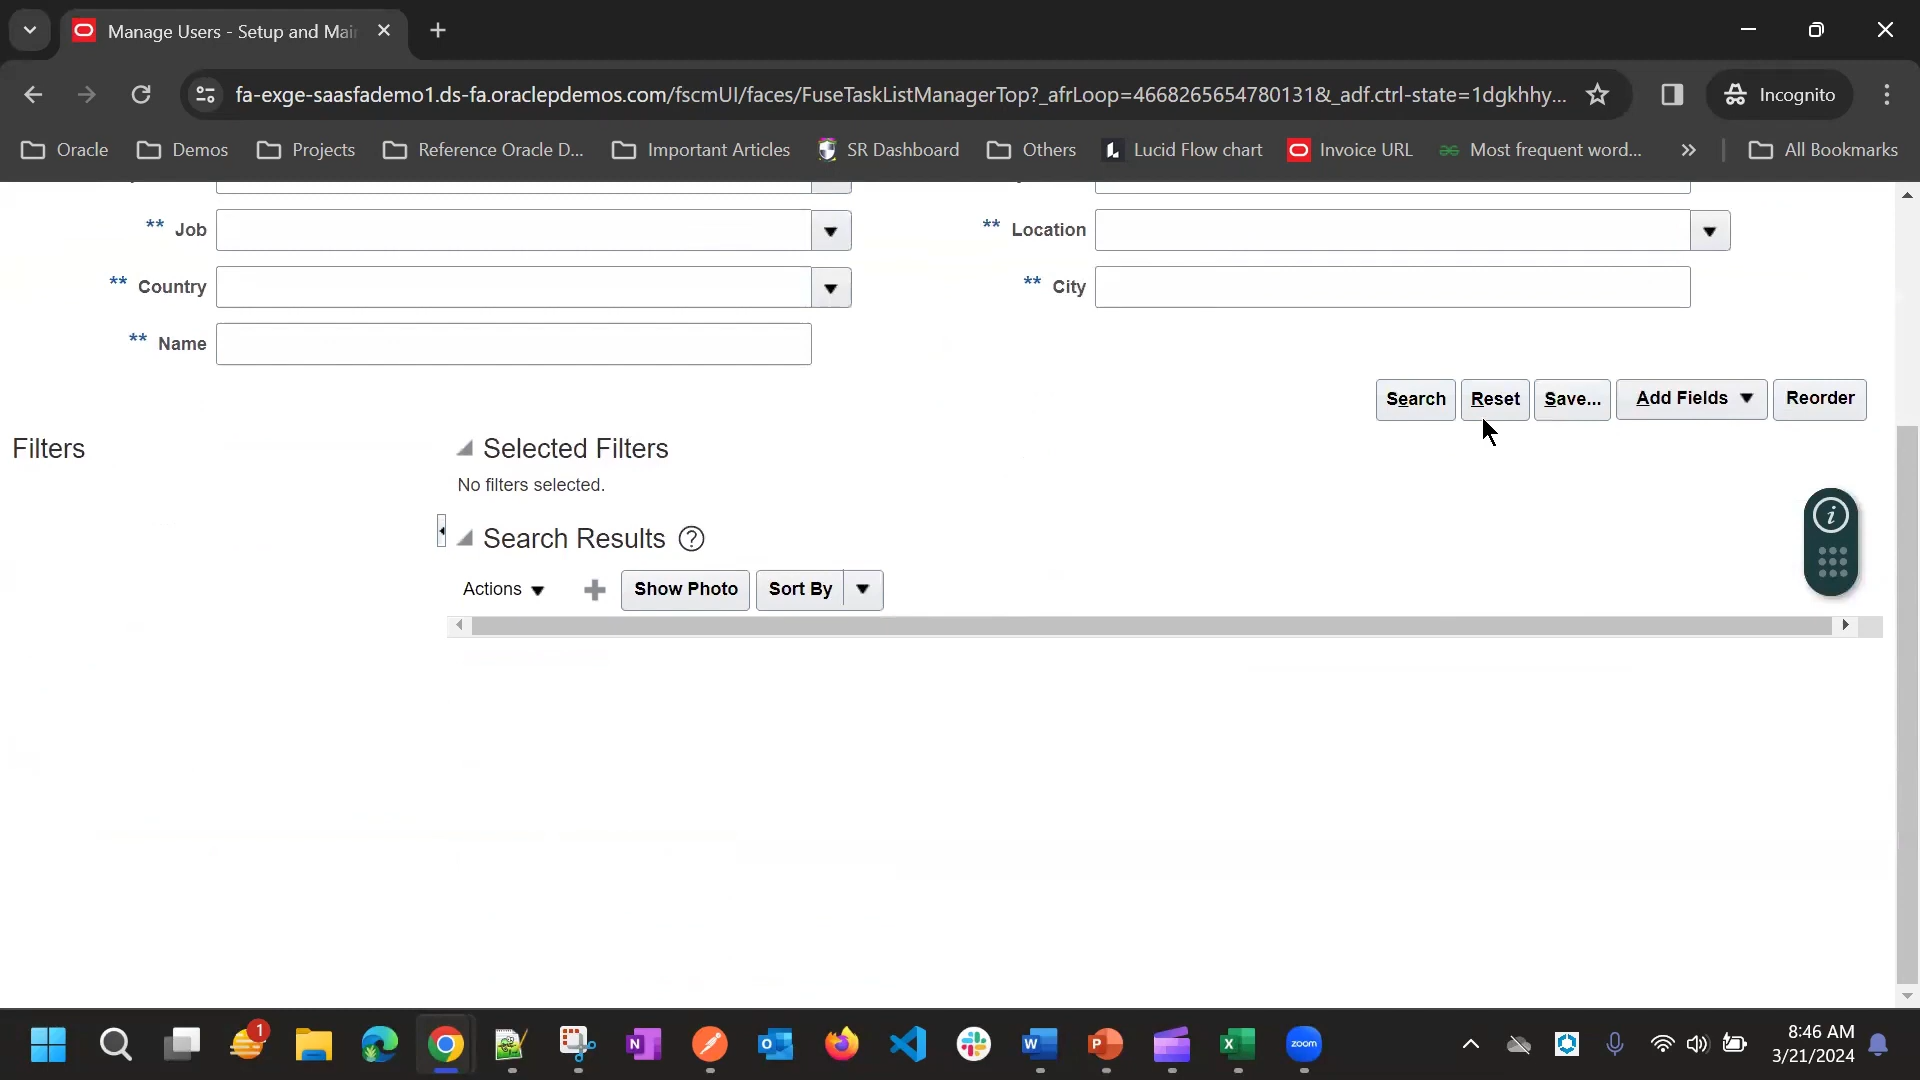 Manage Users - Setup and Mai
fa-exge-saasfademo1.ds-fa.oraclepdemos.com/fscmUI/faces/FuseTaskListManagerTop?_afrLoop=4668265654780131&_adf.ctrl-state=1dgkhhy...
Incognito
Oracle
Demos
Projects
Reference Oracle D...
Important Articles
SR Dashboard
Others
Lucid Flow chart
Invoice URL
Most frequent word...
»
All Bookmarks
** Job
** Location
** Country
** City
** Name
Search
Reset
Save...
Add Fields
Reorder
Filters
Selected Filters
No filters selected.
Search Results ?
Actions
Show Photo
Sort By
i
1
zoom
8:46 AM
3/21/2024